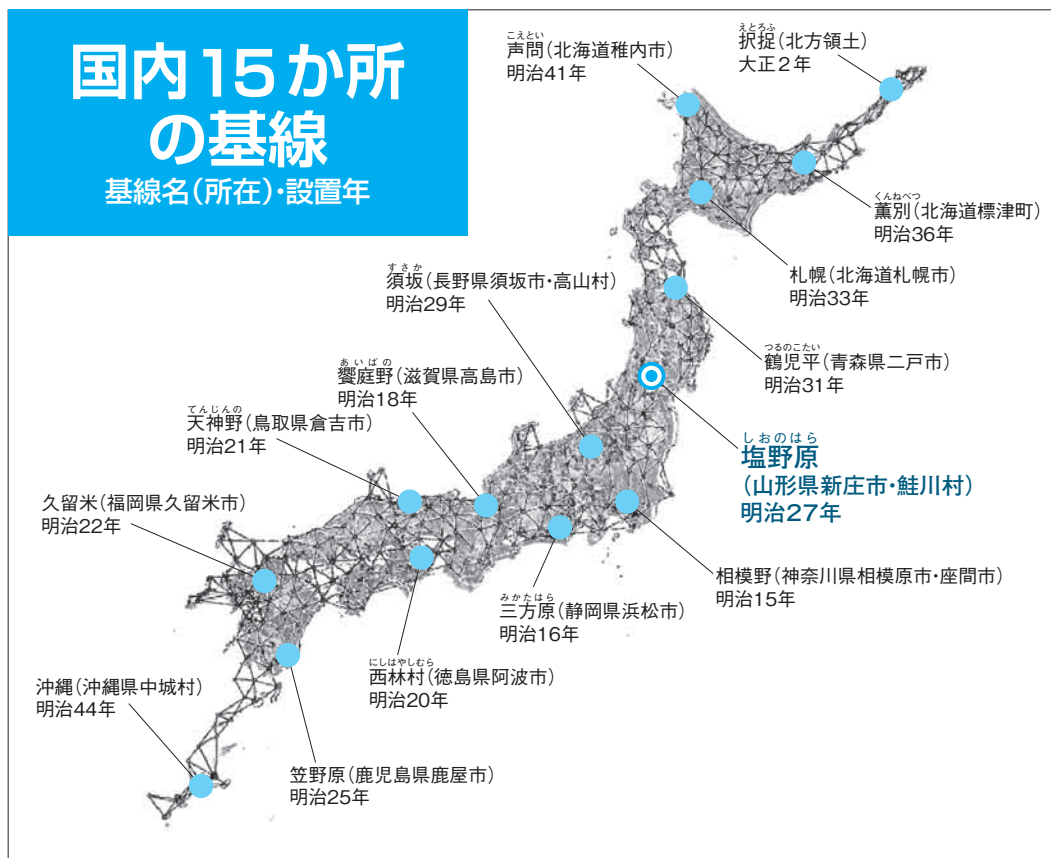 国内15か所
の基線
基線名(所在)・設置年
えとろふ
択捉(北方領土)
大正2年
こえとい
声問(北海道稚内市)
明治41年
くんねべつ
薫別(北海道標津町)
明治36年
札幌(北海道札幌市)
明治33年
すさか
須坂(長野県須坂市・高山村)
明治29年
つるのこたい
鶴児平(青森県二戸市)
明治31年
あいばの
饗庭野(滋賀県高島市)
明治18年
てんじんの
天神野(鳥取県倉吉市)
明治21年
しおのはら
塩野原
(山形県新庄市・鮭川村)
明治27年
久留米(福岡県久留米市)
明治22年
相模野(神奈川県相模原市・座間市)
明治15年
みかたはら
三方原(静岡県浜松市)
明治16年
にしはやしむら
西林村(徳島県阿波市)
明治20年
沖縄(沖縄県中城村)
明治44年
笠野原(鹿児島県鹿屋市)
明治25年